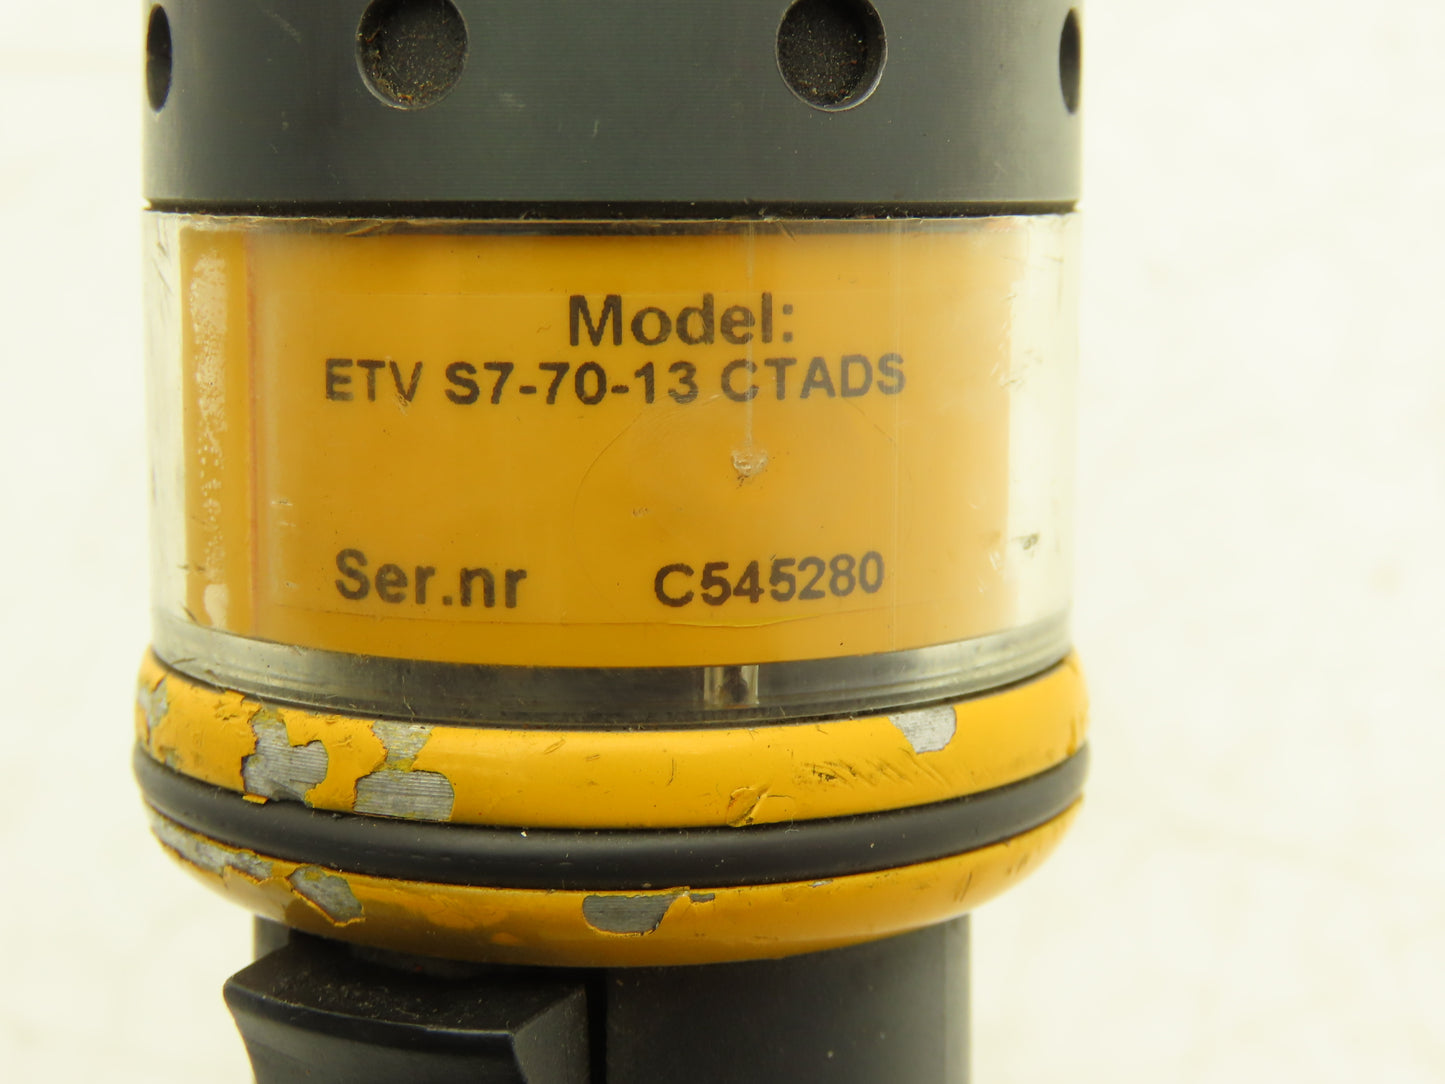 Model:
ETV S7-70-13 CTADS
Ser.nr C545280